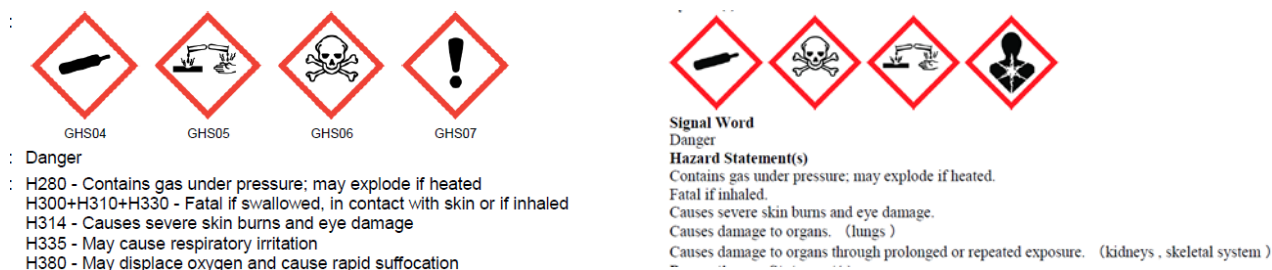 :
GHS04 GHS05 GHS06 GHS07
: Danger
: H280 - Contains gas under pressure; may explode if heated
H300+H310+H330 - Fatal if swallowed, in contact with skin or if inhaled
H314 - Causes severe skin burns and eye damage
H335 - May cause respiratory irritation
H380 - May displace oxygen and cause rapid suffocation
Signal Word
Danger
Hazard Statement(s)
Contains gas under pressure; may explode if heated.
Fatal if inhaled.
Causes severe skin burns and eye damage.
Causes damage to organs. （lungs ）
Causes damage to organs through prolonged or repeated exposure. （kidneys , skeletal system ）